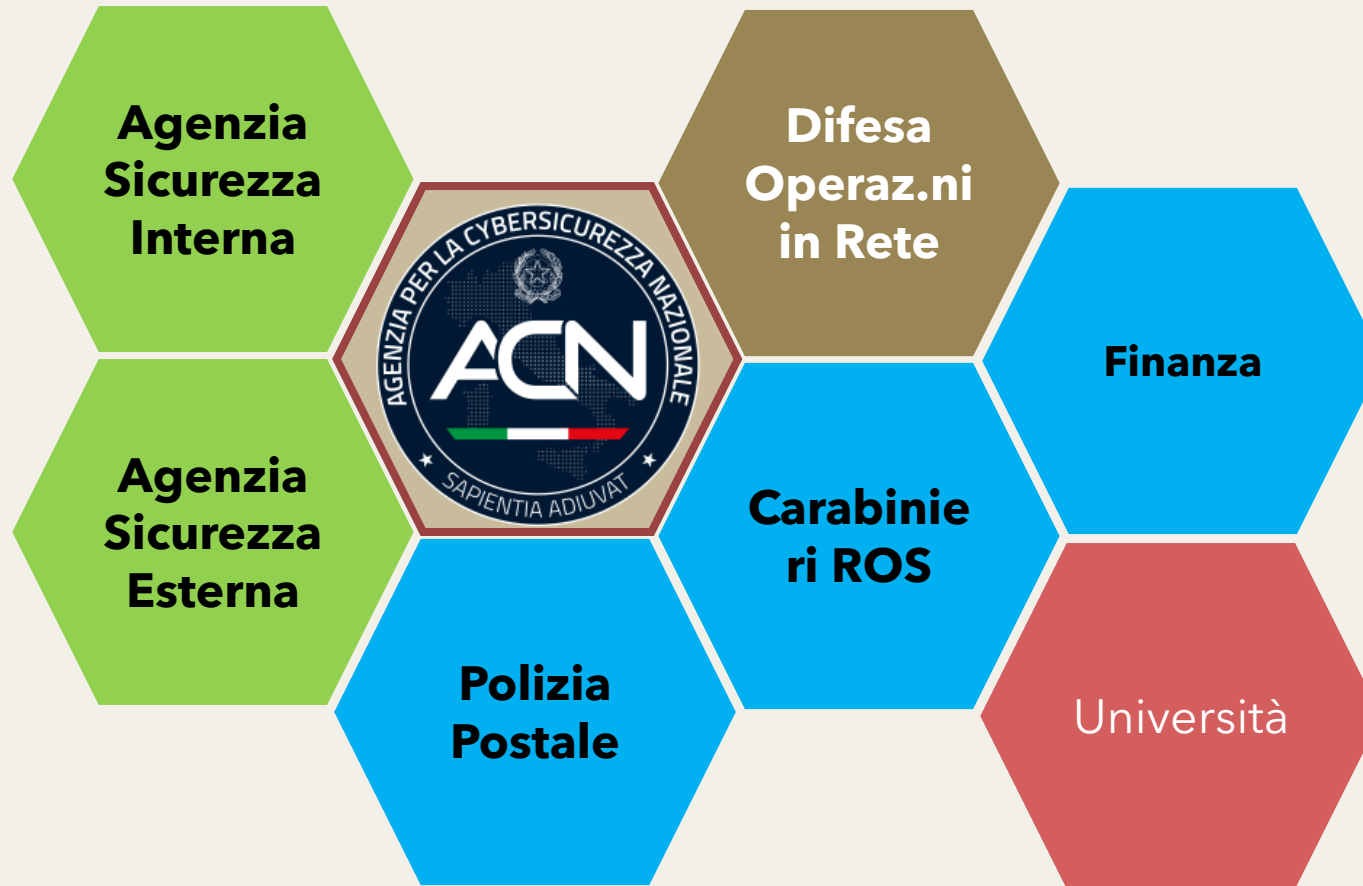 Agenzia
Sicurezza
Interna
Difesa
Operaz.ni
in Rete
AGENZIA PER LA CYBERSICUREZZA NAZIONALE
ACN
SAPIENTIA ADIUVAT
Finanza
Agenzia
Sicurezza
Esterna
Carabinie
ri ROS
Polizia
Postale
Università